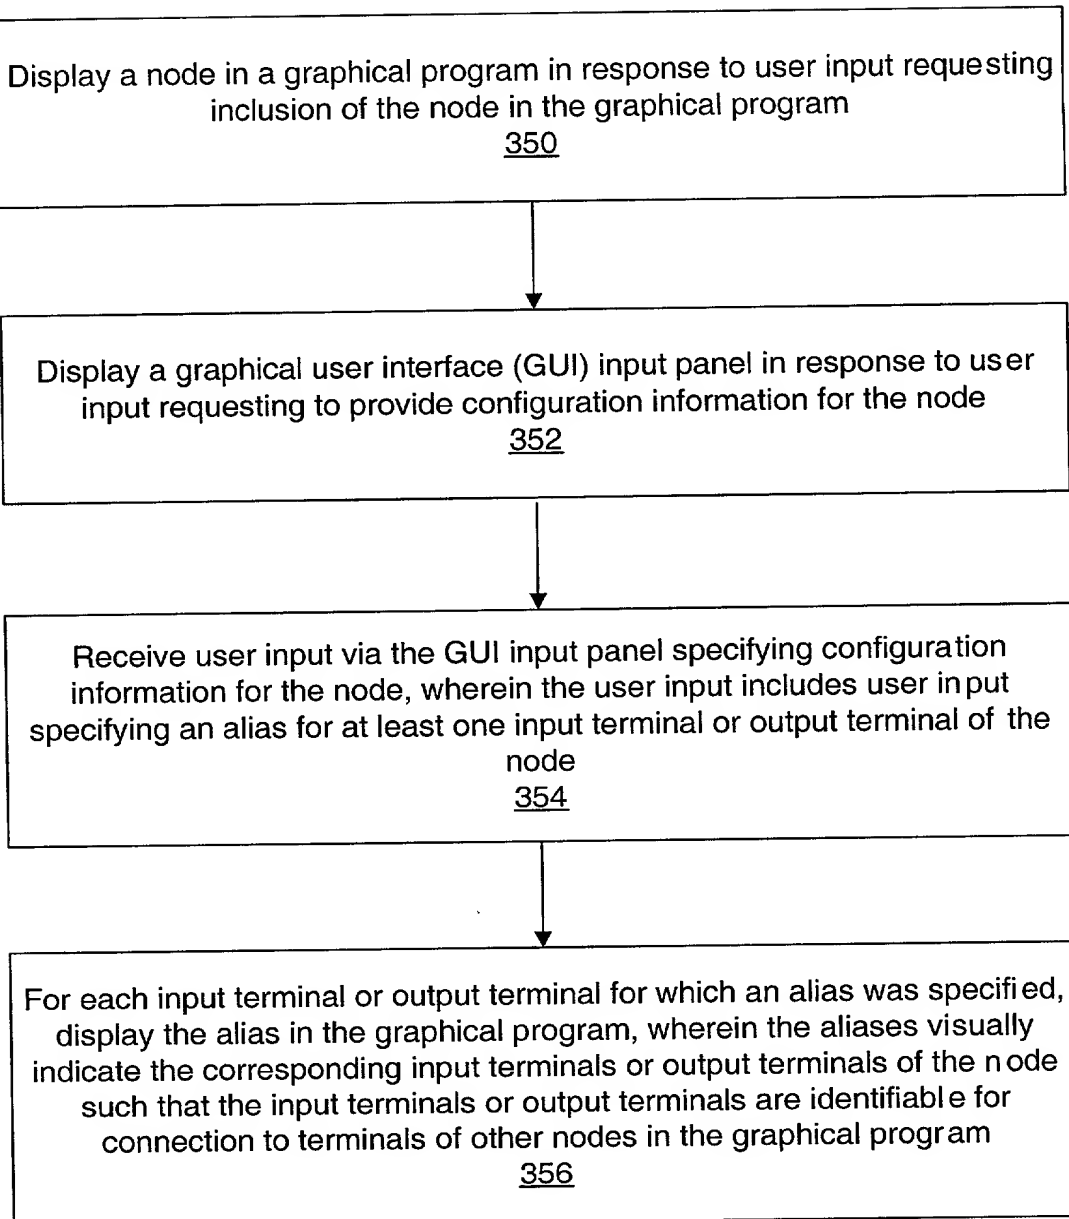 Display a node in a graphical program in response to user input requesting
inclusion of the node in the graphical program
350
Display a graphical user interface (GUI) input panel in response to user
input requesting to provide configuration information for the node
352
Receive user input via the GUI input panel specifying configuration
information for the node, wherein the user input includes user input
specifying an alias for at least one input terminal or output terminal of the
node
354
For each input terminal or output terminal for which an alias was specified,
display the alias in the graphical program, wherein the aliases visually
indicate the corresponding input terminals or output terminals of the node
such that the input terminals or output terminals are identifiable for
connection to terminals of other nodes in the graphical program
356